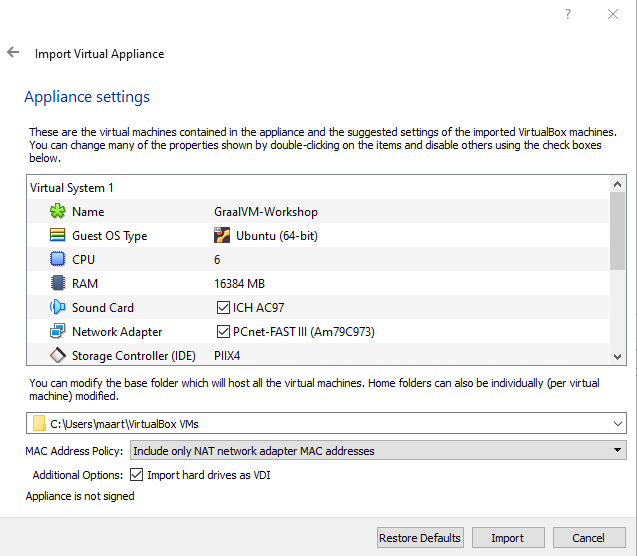 ?
Import Virtual Appliance
Appliance settings
These are the virtual machines contained in the appliance and the suggested settings of the imported VirtualBox machines.
You can change many of the properties shown by double-clicking on the items and disable others using the check boxes
below.
Virtual System 1
Name GraalVM-Workshop
Guest OS Type Ubuntu (64-bit)
CPU 6
RAM 16384 MB
Sound Card ICH AC97
Network Adapter PCnet-FAST III (Am79C973)
Storage Controller (IDE) PIIX4
You can modify the base folder which will host all the virtual machines. Home folders can also be individually (per virtual
machine) modified.
C:\Users\maart\VirtualBox VMs
MAC Address Policy: Include only NAT network adapter MAC addresses
Additional Options: Import hard drives as VDI
Appliance is not signed
Restore Defaults Import Cancel